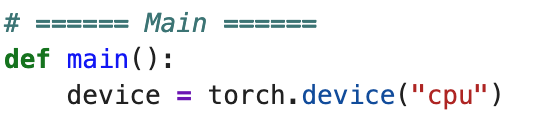 # ====== Main ======
def main():
    device = torch.device("cpu")